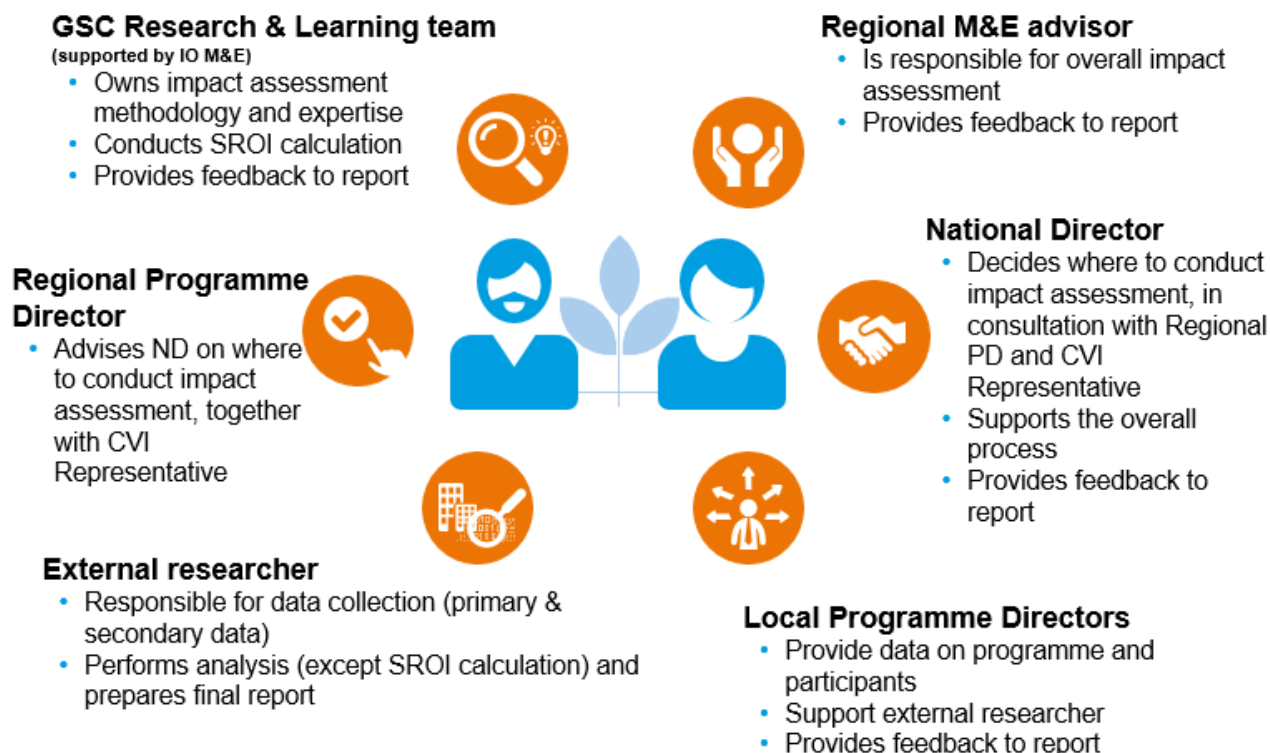 GSC Research & Learning team
(supported by IO M&E)
• Owns impact assessment
methodology and expertise
• Conducts SROI calculation
• Provides feedback to report
Regional M&E advisor
• Is responsible for overall impact
assessment
• Provides feedback to report
Regional Programme
Director
• Advises ND on where
to conduct impact
assessment, together
with CVI
Representative
National Director
• Decides where to conduct
impact assessment, in
consultation with Regional
PD and CVI
Representative
• Supports the overall
process
• Provides feedback to
report
External researcher
• Responsible for data collection (primary &
secondary data)
• Performs analysis (except SROI calculation) and
prepares final report
Local Programme Directors
• Provide data on programme and
participants
• Support external researcher
• Provides feedback to report